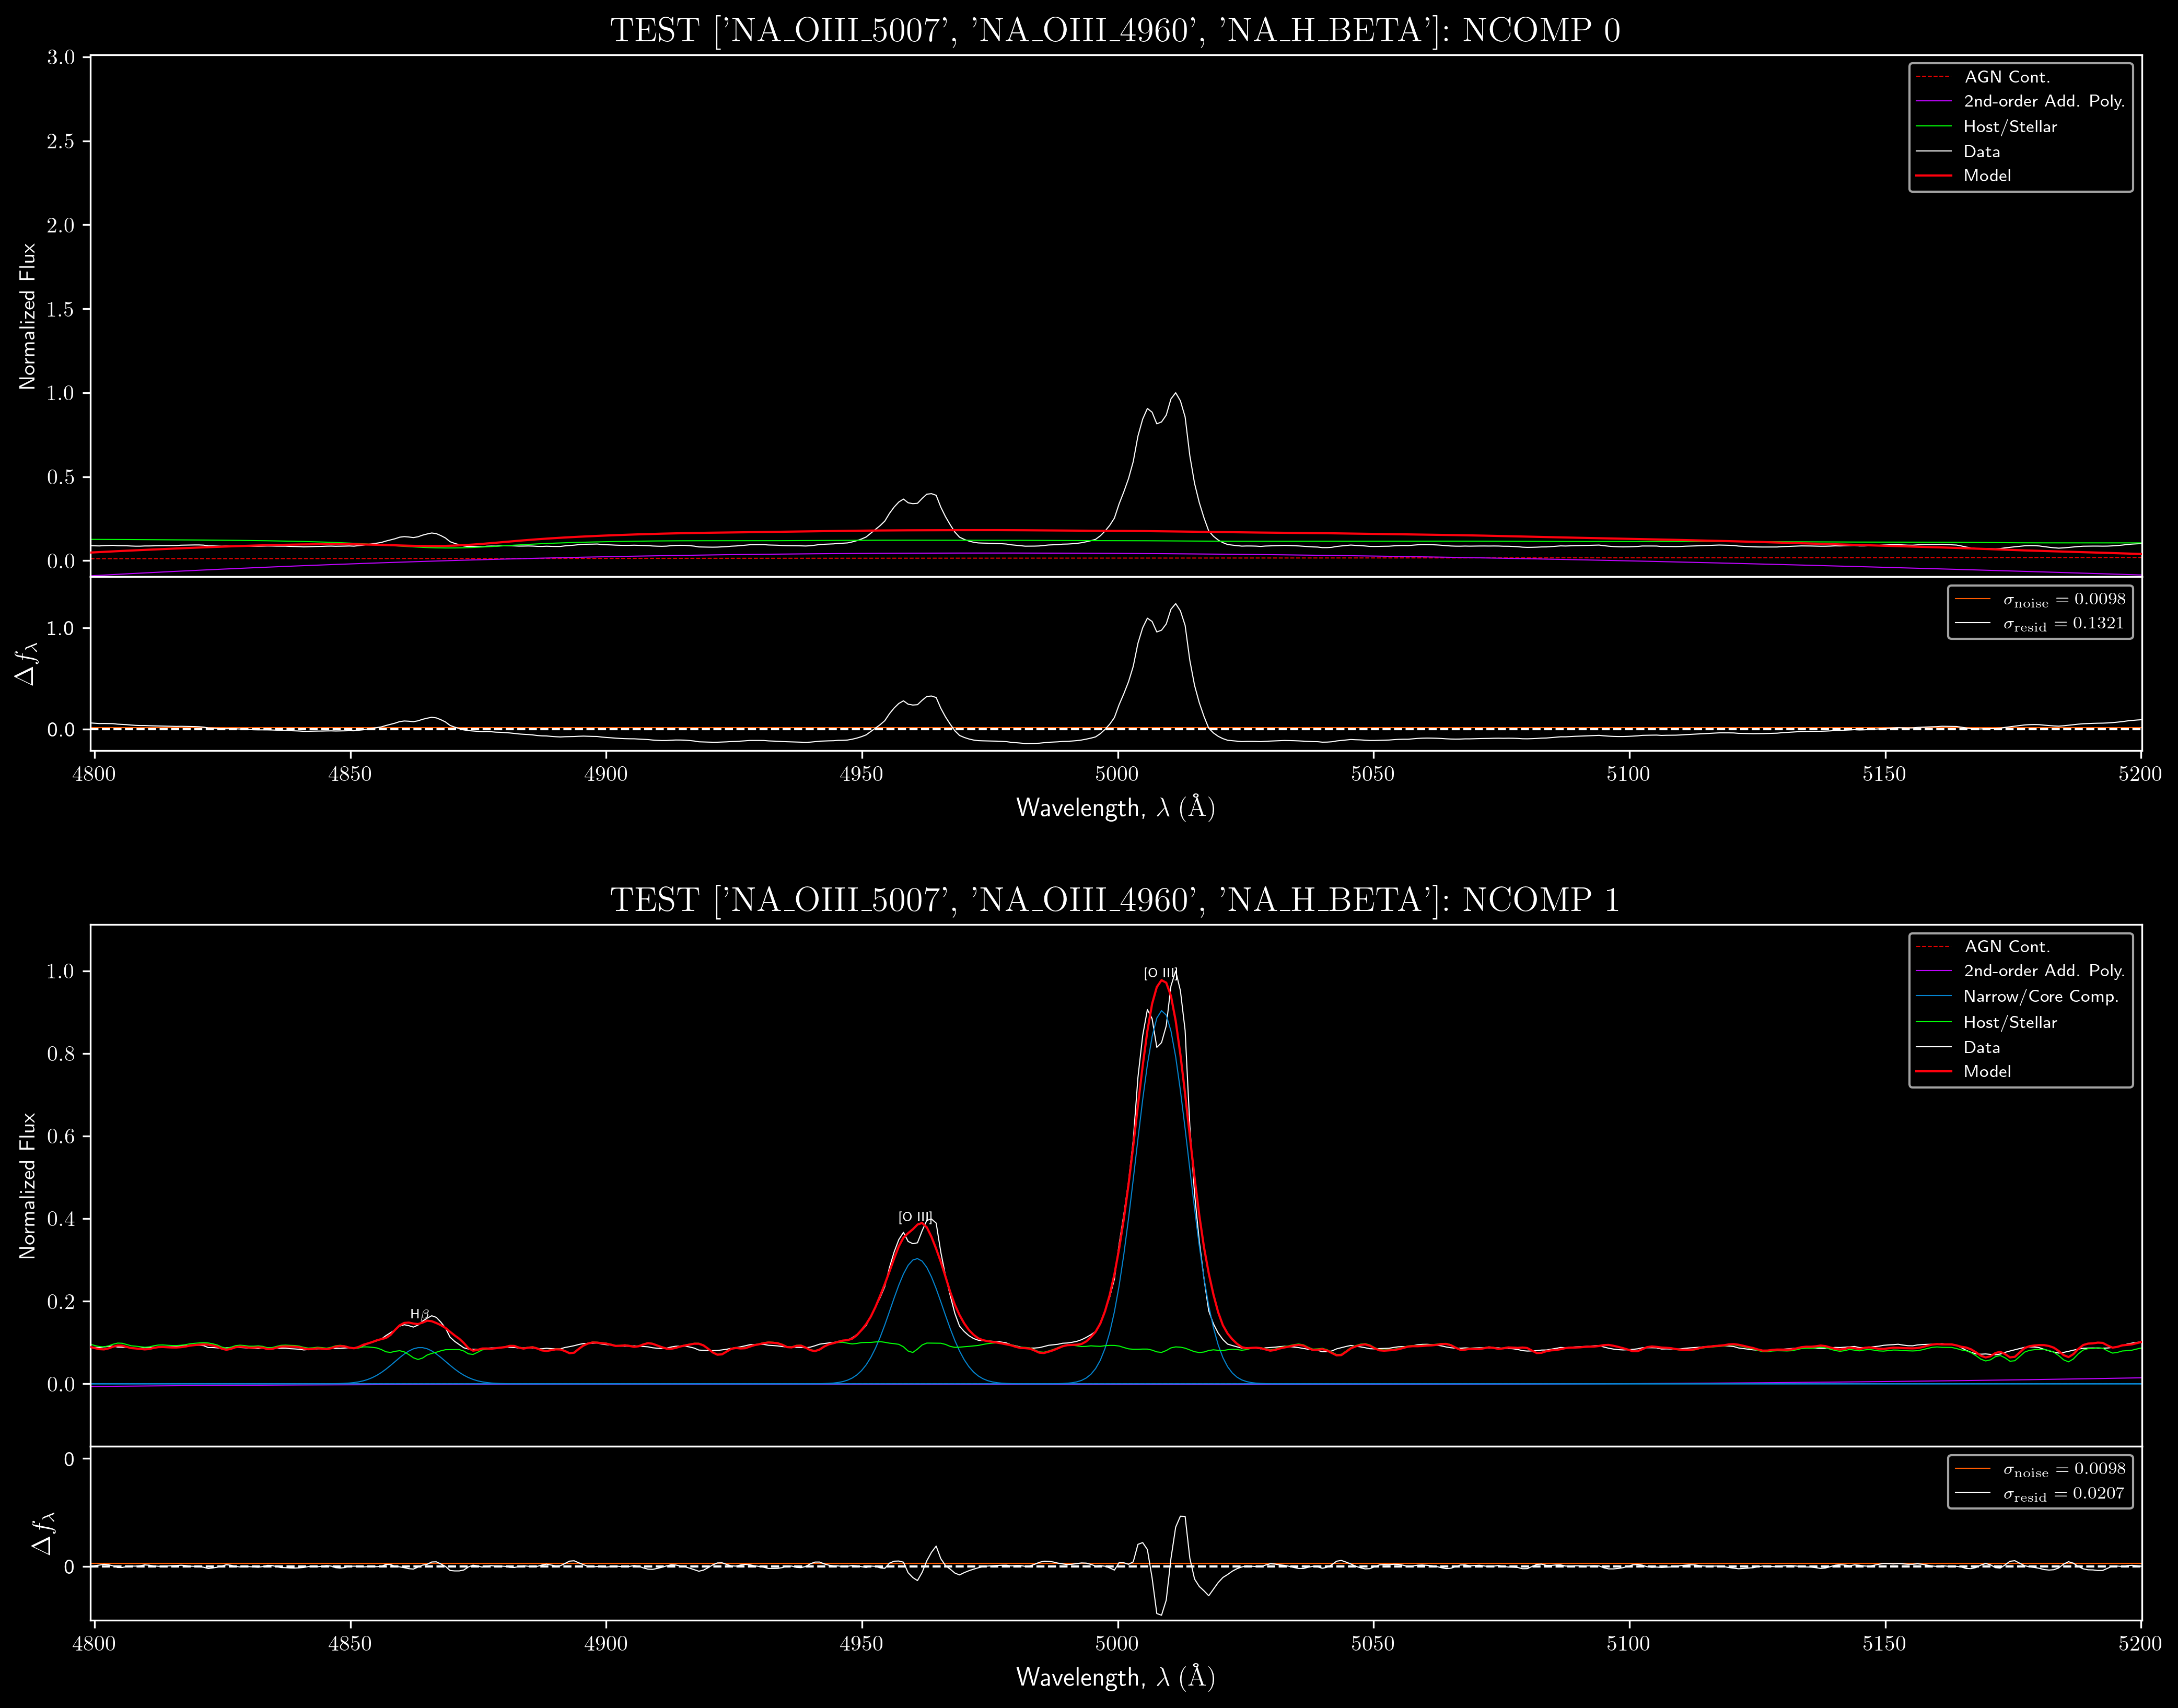 TEST ['NA_OIII_5007', 'NA_OIII_4960', 'NA_H_BETA']: NCOMP 0
3.0
2.5
2.0
1.5
1.0
0.5
0.0
Normalized Flux
AGN Cont.
2nd-order Add. Poly.
Host/Stellar
Data
Model
1.0
0.0
Δf_λ
σ_noise = 0.0098
σ_resid = 0.1321
4800 4850 4900 4950 5000 5050 5100 5150 5200
Wavelength, λ (Å)
TEST ['NA_OIII_5007', 'NA_OIII_4960', 'NA_H_BETA']: NCOMP 1
1.0
0.8
0.6
0.4
0.2
0.0
Normalized Flux
AGN Cont.
2nd-order Add. Poly.
Narrow/Core Comp.
Host/Stellar
Data
Model
[O III]
[O III]
Hβ
0
0
Δf_λ
σ_noise = 0.0098
σ_resid = 0.0207
4800 4850 4900 4950 5000 5050 5100 5150 5200
Wavelength, λ (Å)